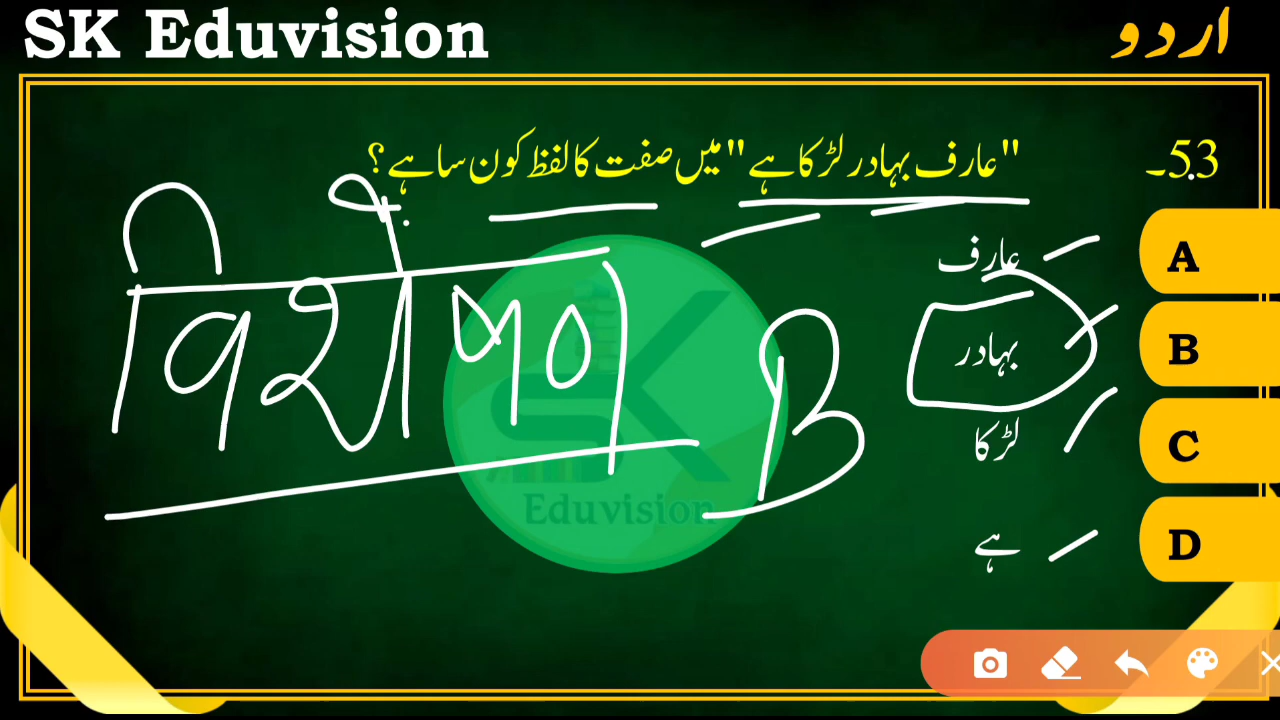 SK Eduvision
اردو
53۔ "عارف بہادر لڑکا ہے" میں صفت کا لفظ کون سا ہے؟
A عارف
B بہادر
C لڑکا
D ہے
विशेषण
B
SK
Eduvision